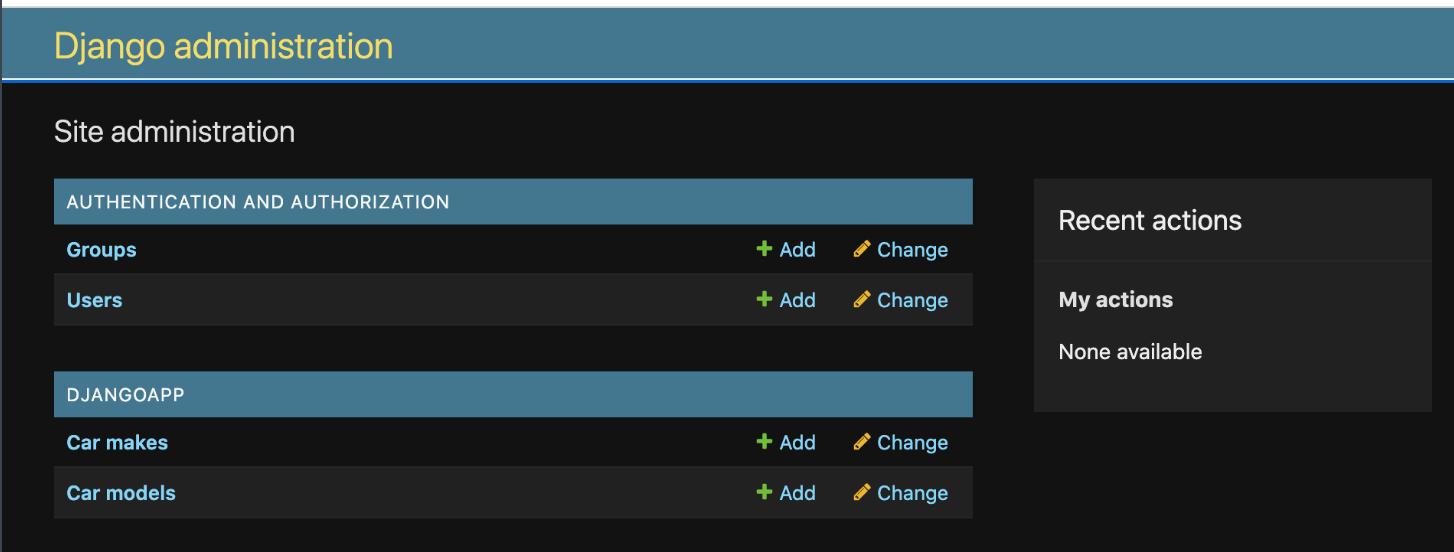 Django administration
Site administration
AUTHENTICATION AND AUTHORIZATION
Groups Add Change
Users Add Change
DJANGOAPP
Car makes Add Change
Car models Add Change
Recent actions
My actions
None available